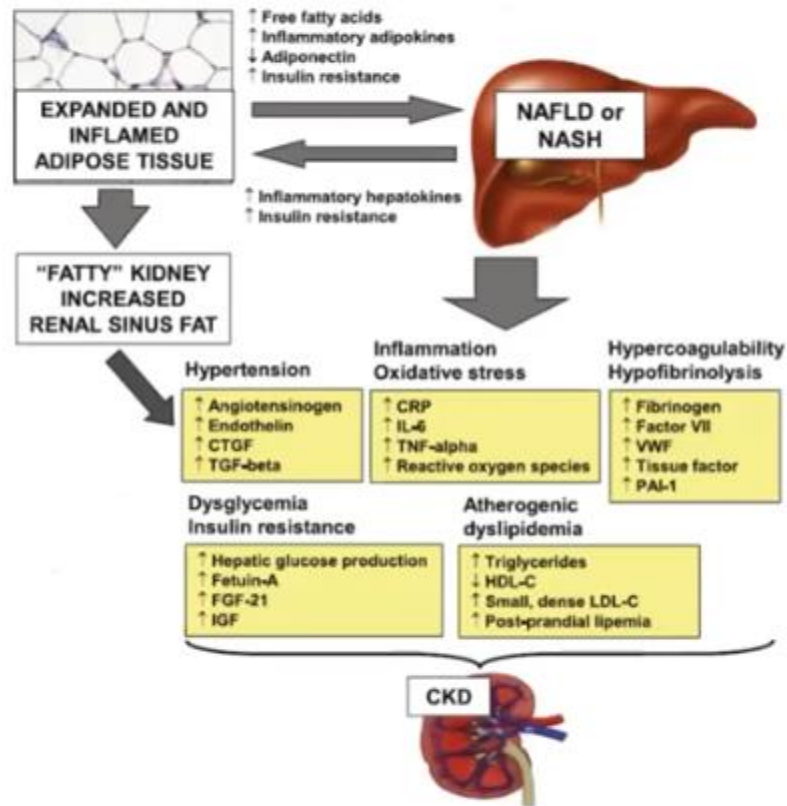 ↑ Free fatty acids
↑ Inflammatory adipokines
↓ Adiponectin
↑ Insulin resistance
EXPANDED AND
INFLAMED
ADIPOSE TISSUE
NAFLD or
NASH
↑ Inflammatory hepatokines
↑ Insulin resistance
“FATTY” KIDNEY
INCREASED
RENAL SINUS FAT
Hypertension
↑ Angiotensinogen
↑ Endothelin
↑ CTGF
↑ TGF-beta
Inflammation
Oxidative stress
↑ CRP
↑ IL-6
↑ TNF-alpha
↑ Reactive oxygen species
Hypercoagulability
Hypofibrinolysis
↑ Fibrinogen
↑ Factor VII
↑ VWF
↑ Tissue factor
↑ PAI-1
Dysglycemia
Insulin resistance
↑ Hepatic glucose production
↑ Fetuin-A
↑ FGF-21
↑ IGF
Atherogenic
dyslipidemia
↑ Triglycerides
↓ HDL-C
↑ Small, dense LDL-C
↑ Post-prandial lipemia
CKD